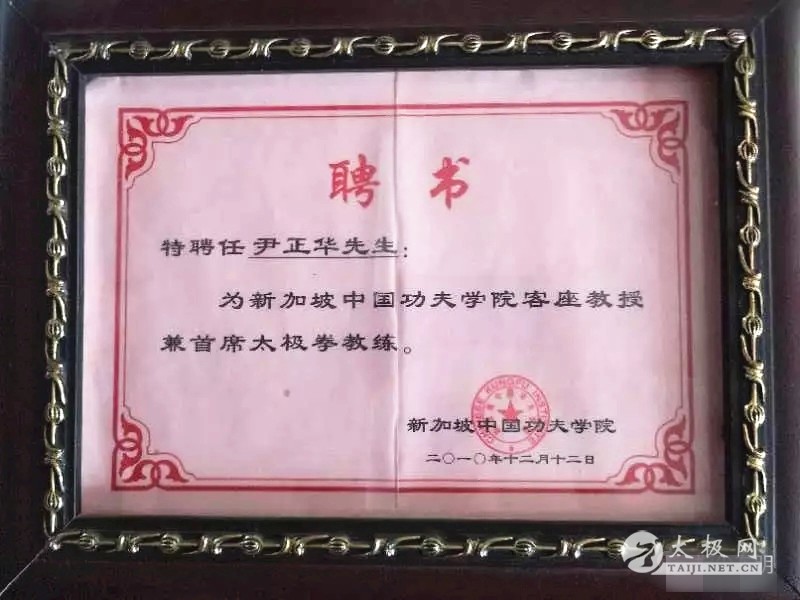 聘书
特聘任 尹正华先生：
为新加坡中国功夫学院客座教授
兼首席太极拳教练。
CHINESE KUNGFU INSTITUTE
新加坡中国功夫学院
二〇一〇年十二月十二日
太极网
TAIJI.NET.CN